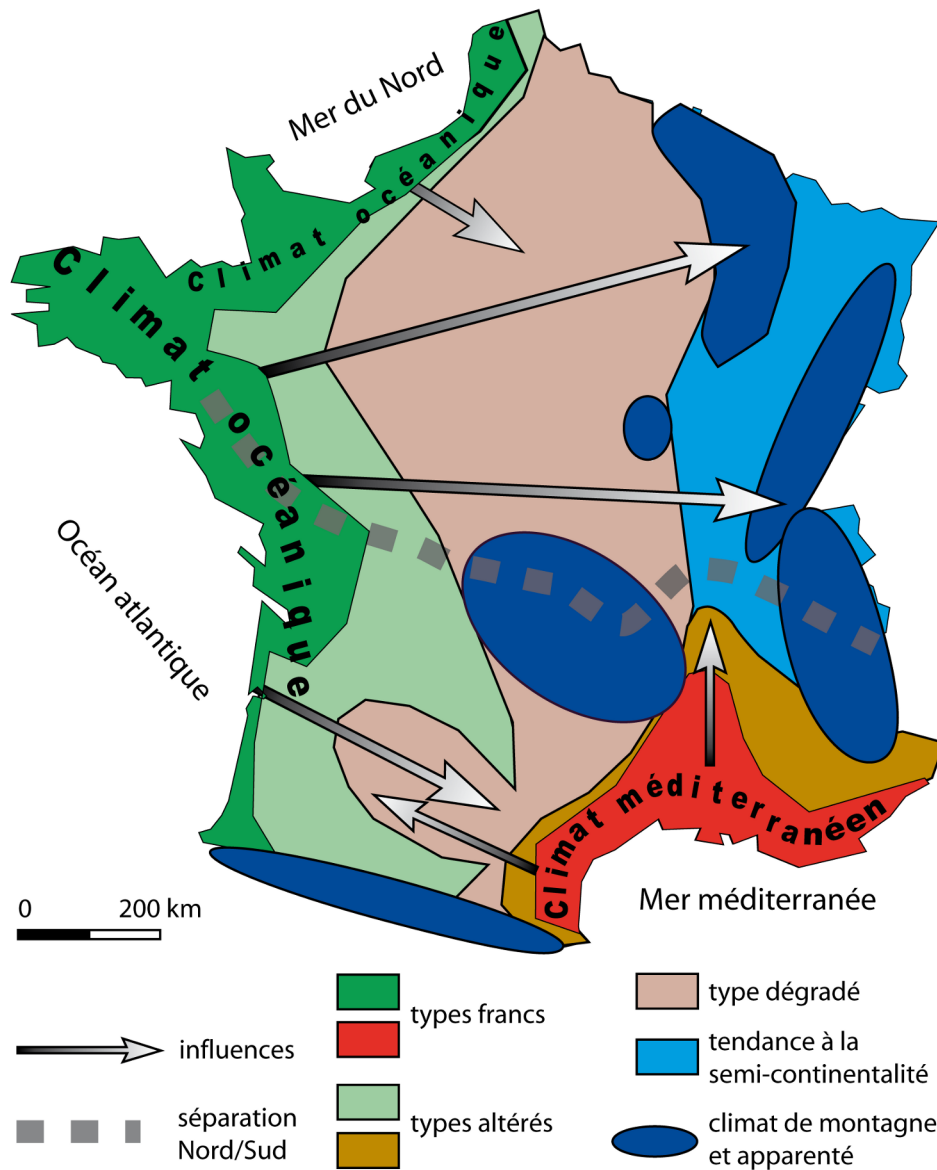 Mer du Nord
Climat océanique
Climat océanique
Océan atlantique
Climat méditerranéen
Mer méditerranée
0 200 km
influences
séparation
Nord/Sud
types francs
types altérés
type dégradé
tendance à la
semi-continentalité
climat de montagne
et apparenté